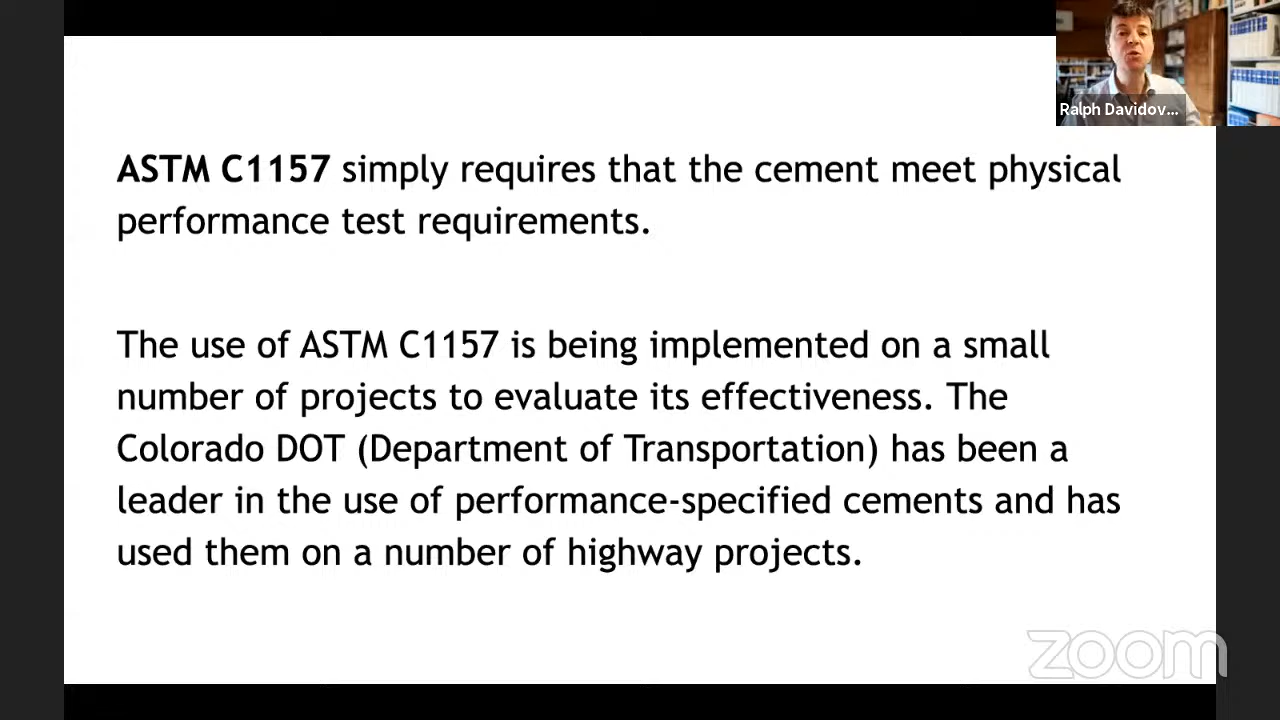 Ralph Davidov...
ASTM C1157 simply requires that the cement meet physical
performance test requirements.
The use of ASTM C1157 is being implemented on a small
number of projects to evaluate its effectiveness. The
Colorado DOT (Department of Transportation) has been a
leader in the use of performance-specified cements and has
used them on a number of highway projects.
zoom